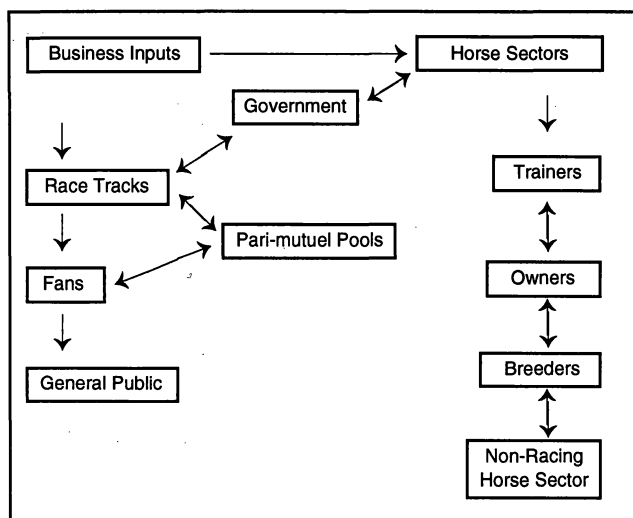 Business Inputs
Horse Sectors
Government
Race Tracks
Trainers
Pari-mutuel Pools
Fans
Owners
General Public
Breeders
Non-Racing
Horse Sector